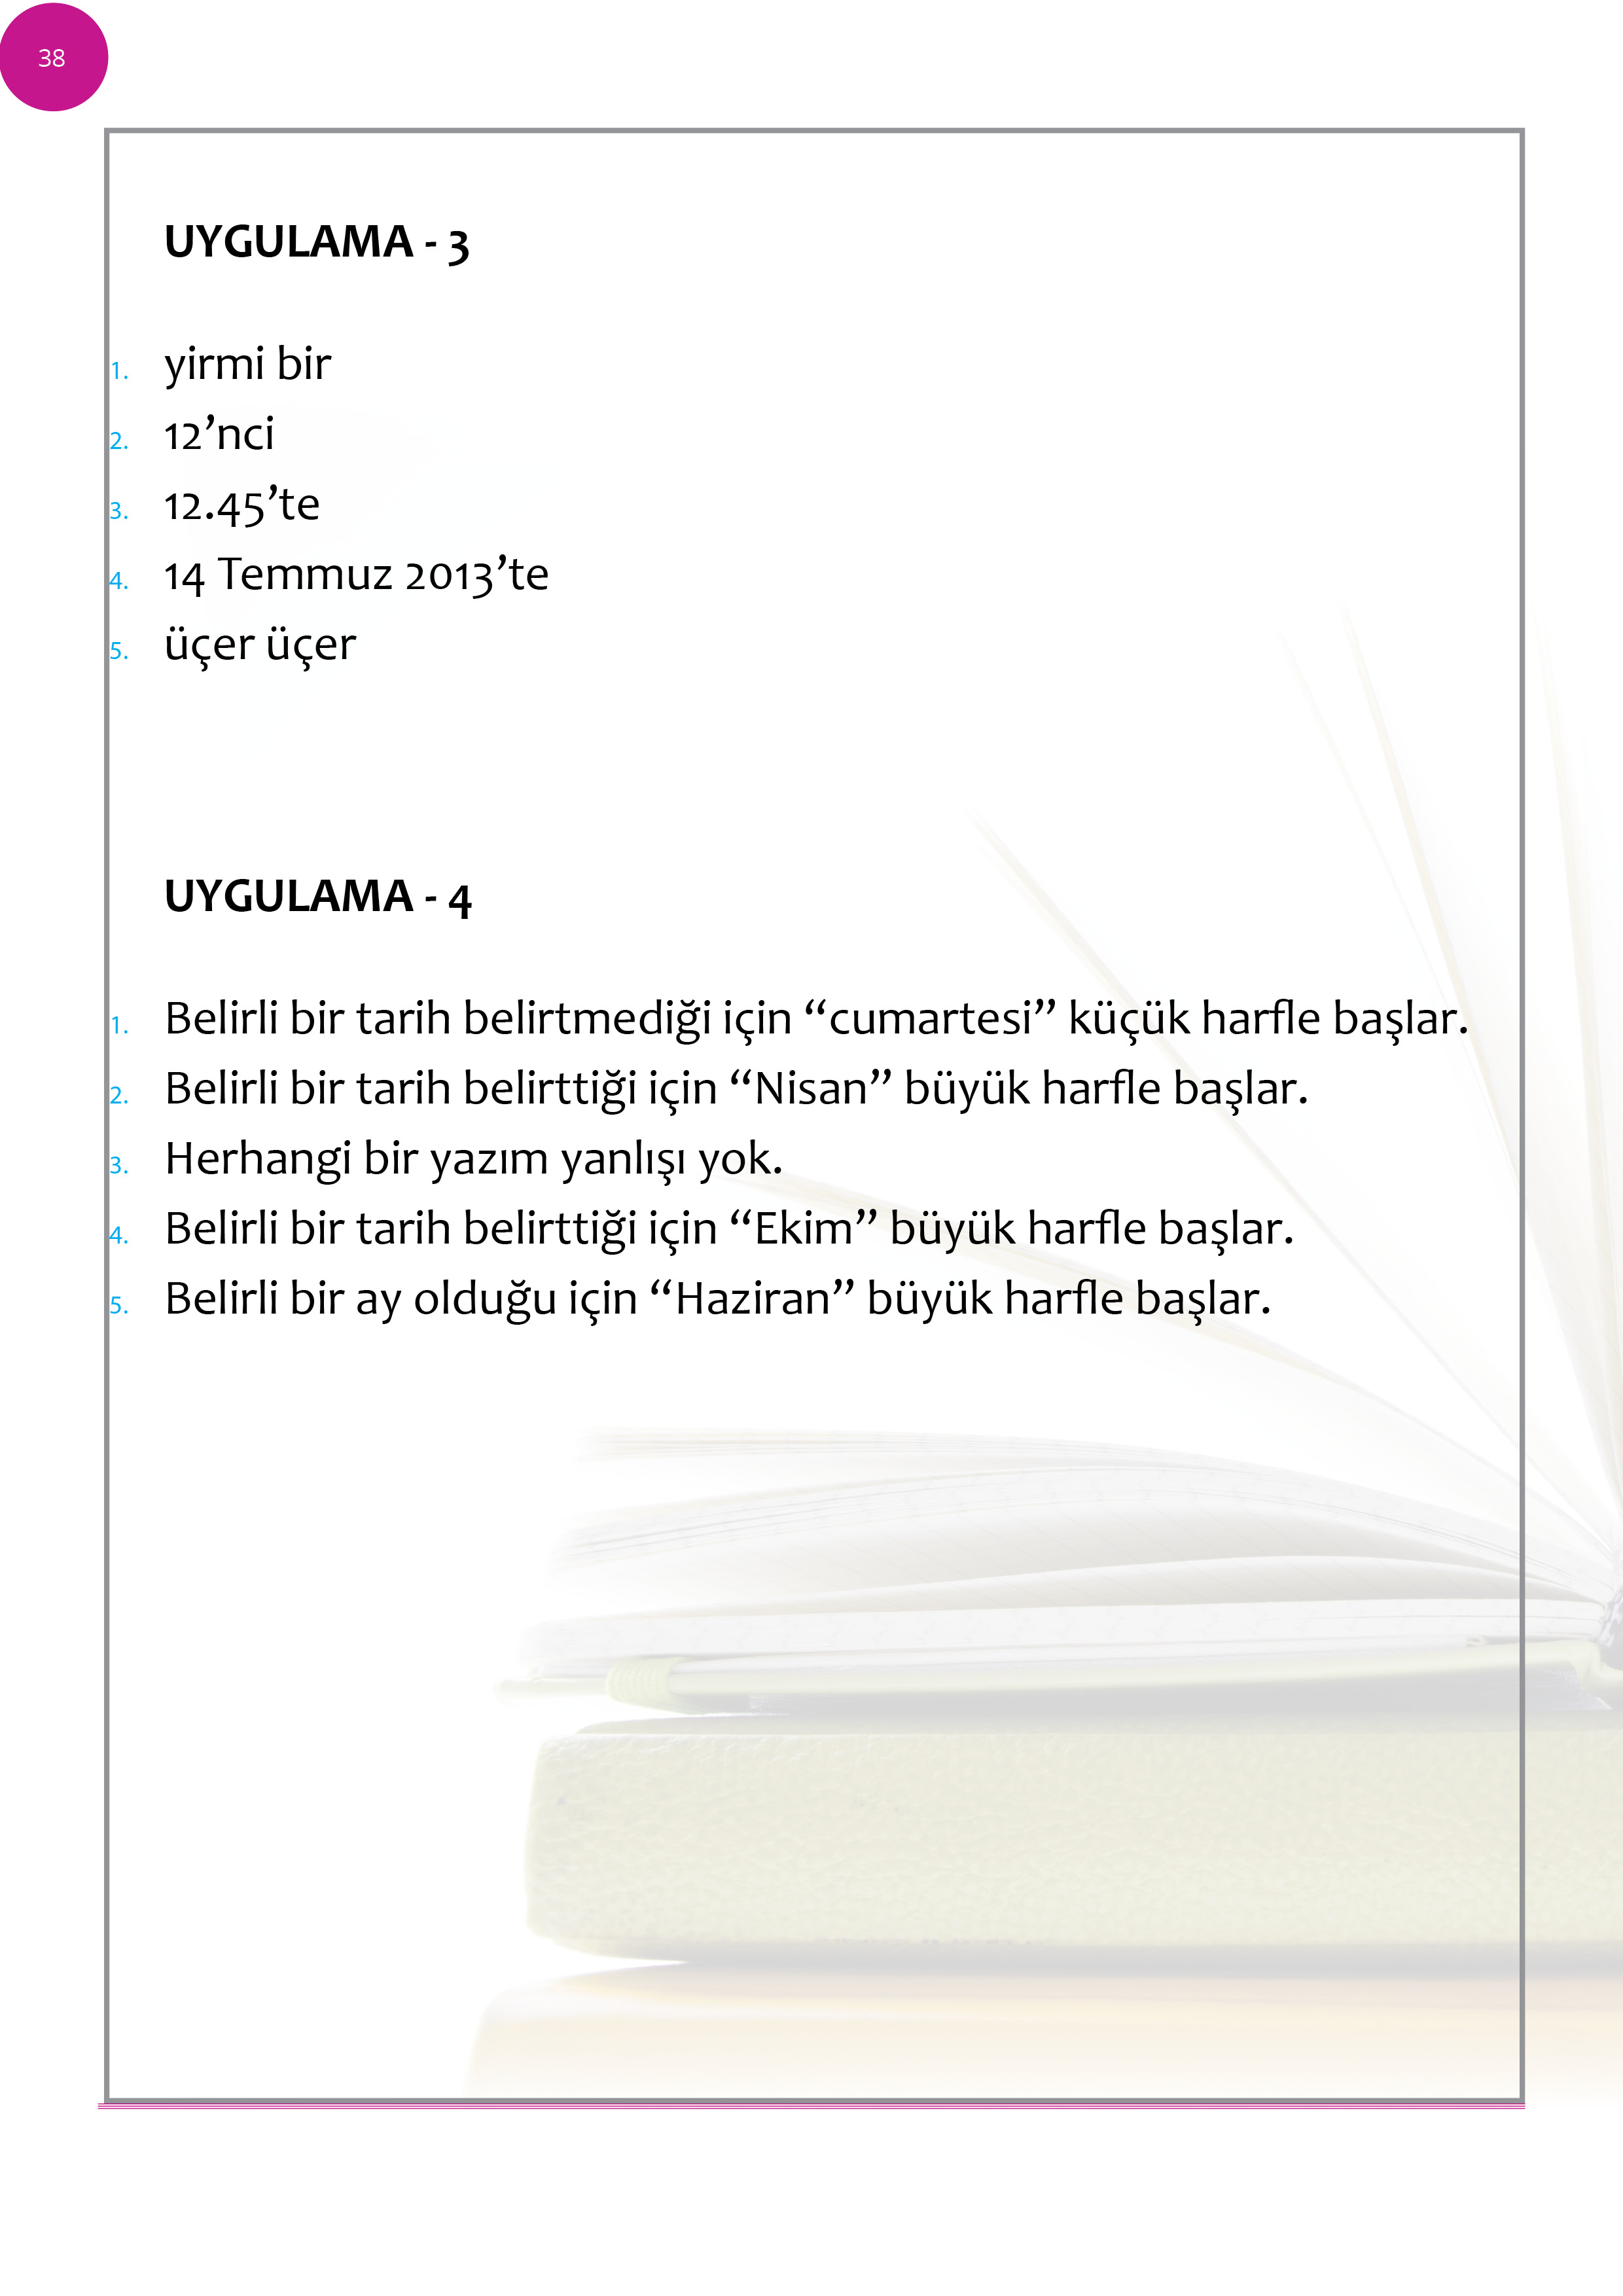 38
UYGULAMA - 3
1. yirmi bir
2. 12’nci
3. 12.45’te
4. 14 Temmuz 2013’te
5. üçer üçer
UYGULAMA - 4
1. Belirli bir tarih belirtmediği için “cumartesi” küçük harfle başlar.
2. Belirli bir tarih belirttiği için “Nisan” büyük harfle başlar.
3. Herhangi bir yazım yanlışı yok.
4. Belirli bir tarih belirttiği için “Ekim” büyük harfle başlar.
5. Belirli bir ay olduğu için “Haziran” büyük harfle başlar.